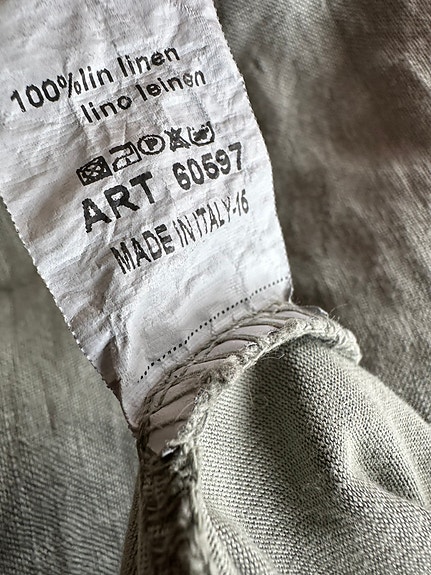 100%lin linen
lino leinen
ART 60597
MADE IN ITALY-16